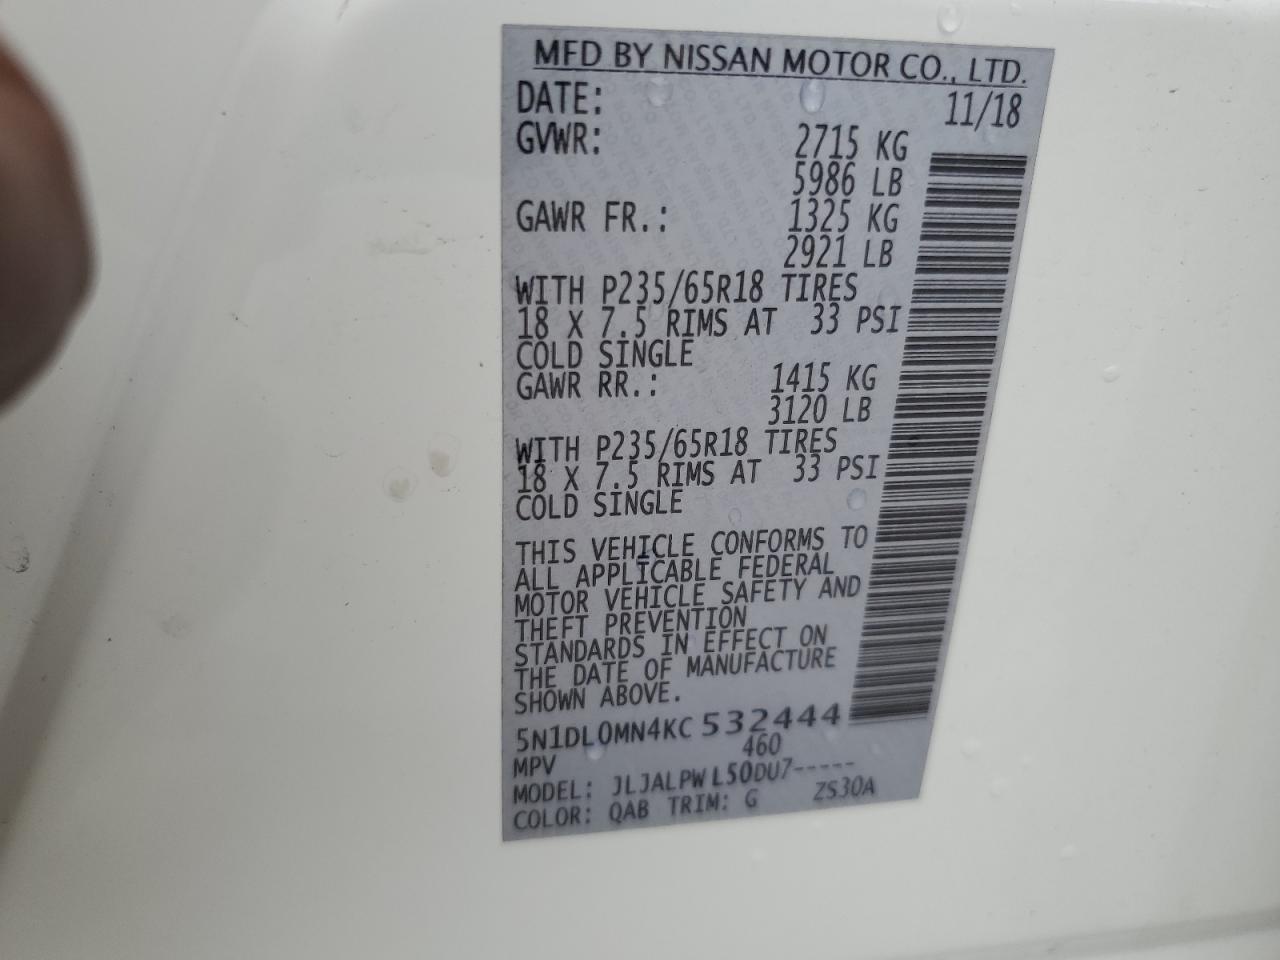 MFD BY NISSAN MOTOR CO., LTD.
DATE: 11/18
GVWR: 2715 KG
5986 LB
GAWR FR.: 1325 KG
2921 LB
WITH P235/65R18 TIRES
18 X 7.5 RIMS AT 33 PSI
COLD SINGLE
GAWR RR.: 1415 KG
3120 LB
WITH P235/65R18 TIRES
18 X 7.5 RIMS AT 33 PSI
COLD SINGLE
THIS VEHICLE CONFORMS TO
ALL APPLICABLE FEDERAL
MOTOR VEHICLE SAFETY AND
THEFT PREVENTION
STANDARDS IN EFFECT ON
THE DATE OF MANUFACTURE
SHOWN ABOVE.
5N1DL0MN4KC532444
MPV 460
MODEL: JLJALPWL50DU7-----
COLOR: QAB TRIM: G ZS30A